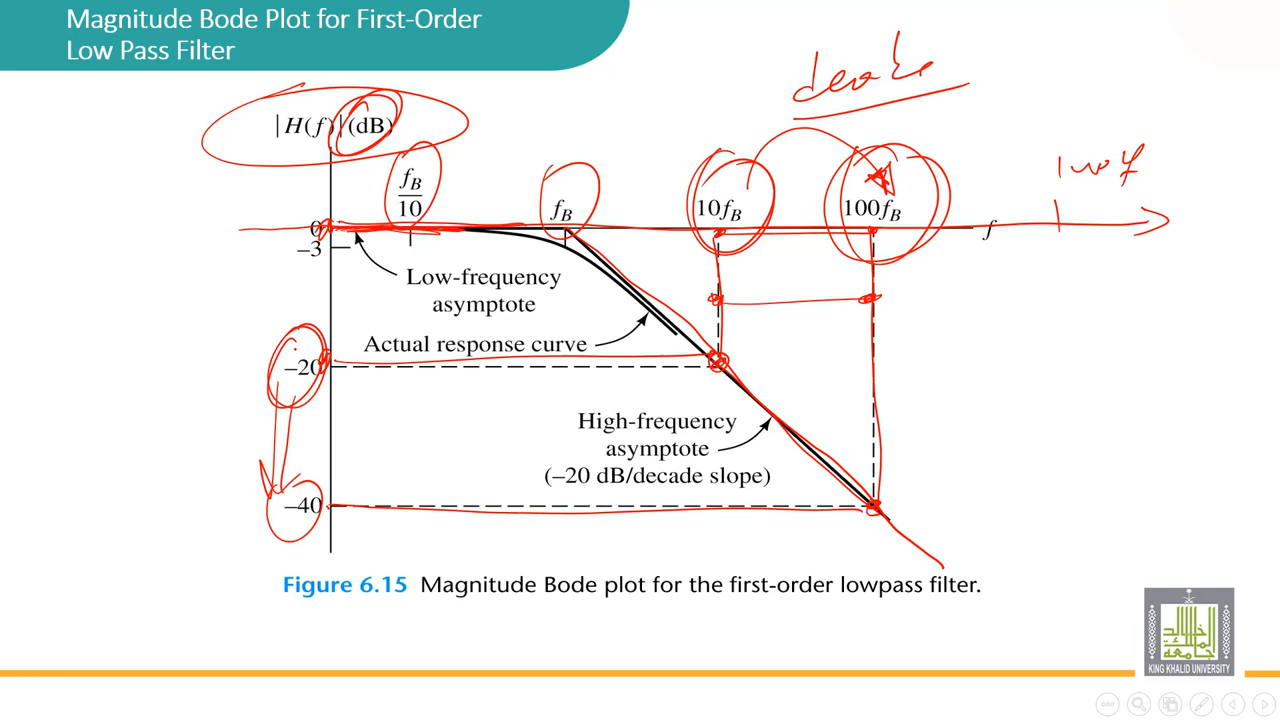 Magnitude Bode Plot for First-Order
Low Pass Filter
|H(f)| (dB)
f_B
10
f_B
10f_B
100f_B
f
0
−3
Low-frequency
asymptote
Actual response curve
−20
High-frequency
asymptote
(−20 dB/decade slope)
−40
Figure 6.15 Magnitude Bode plot for the first-order lowpass filter.
KING KHALID UNIVERSITY